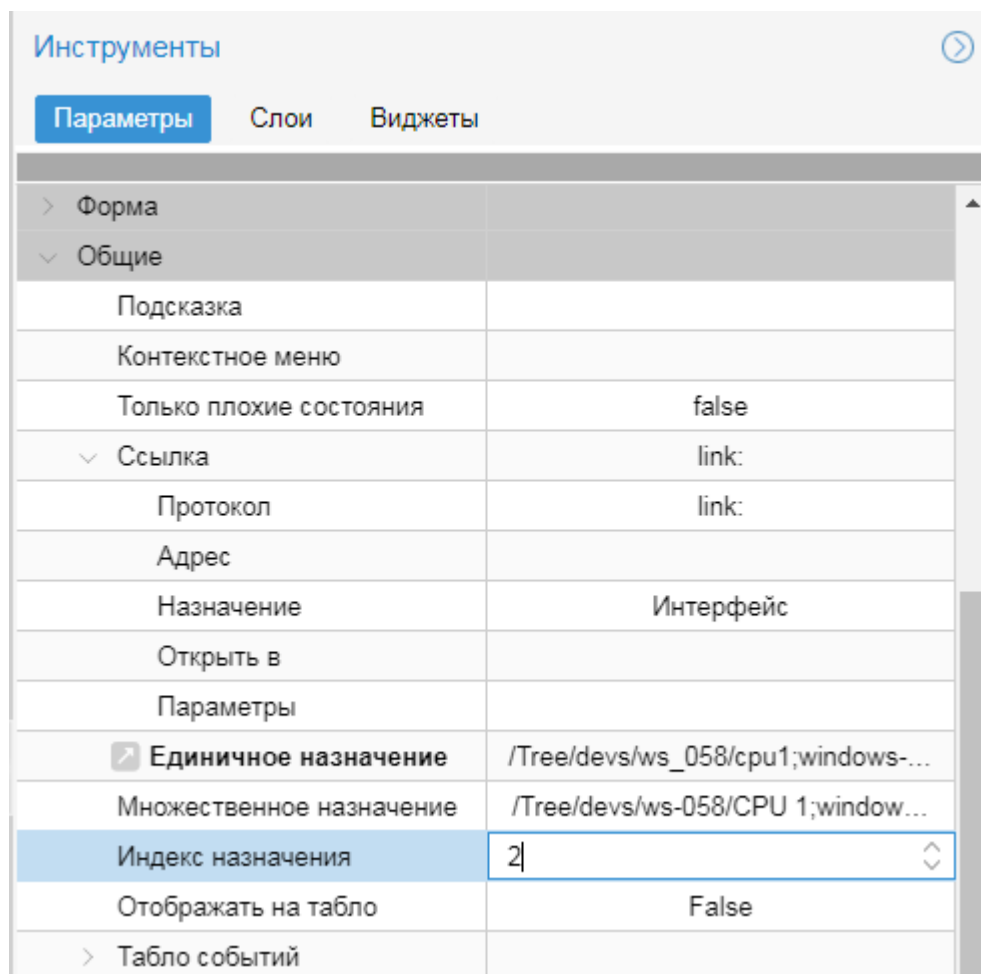 Инструменты
Параметры Слои Виджеты
Форма
Общие
Подсказка
Контекстное меню
Только плохие состояния false
Ссылка link:
Протокол link:
Адрес
Назначение Интерфейс
Открыть в
Параметры
Единичное назначение /Tree/devs/ws_058/cpu1;windows-...
Множественное назначение /Tree/devs/ws-058/CPU 1;window...
Индекс назначения 2
Отображать на табло False
Табло событий